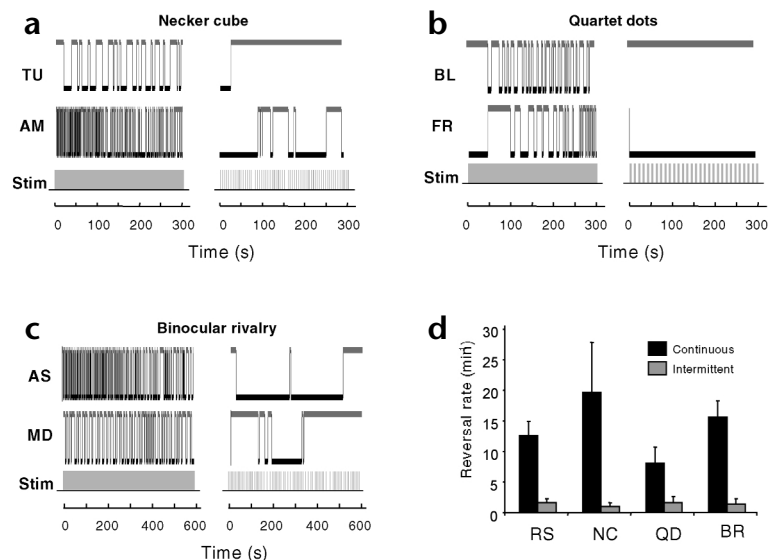 a
Necker cube
TU
AM
Stim
0 100 200 300
0 100 200 300
Time (s)
b
Quartet dots
BL
FR
Stim
0 100 200 300
0 100 200 300
Time (s)
c
Binocular rivalry
AS
MD
Stim
0 200 400 600
0 200 400 600
Time (s)
d
Reversal rate (min)
30
25
20
15
10
5
0
Continuous
Intermittent
RS NC QD BR